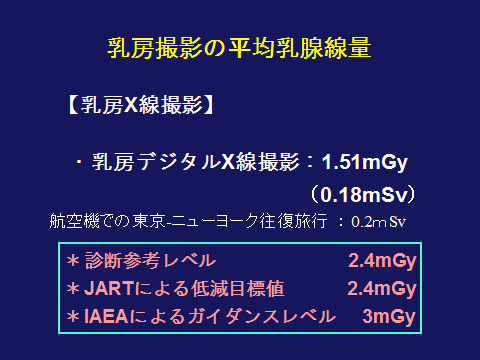 乳房撮影の平均乳腺線量
【乳房X線撮影】
・乳房デジタルX線撮影：1.51mGy
（0.18mSv）
航空機での東京-ニューヨーク往復旅行 ：0.2mSv
＊診断参考レベル 2.4mGy
＊JARTによる低減目標値 2.4mGy
＊IAEAによるガイダンスレベル 3mGy